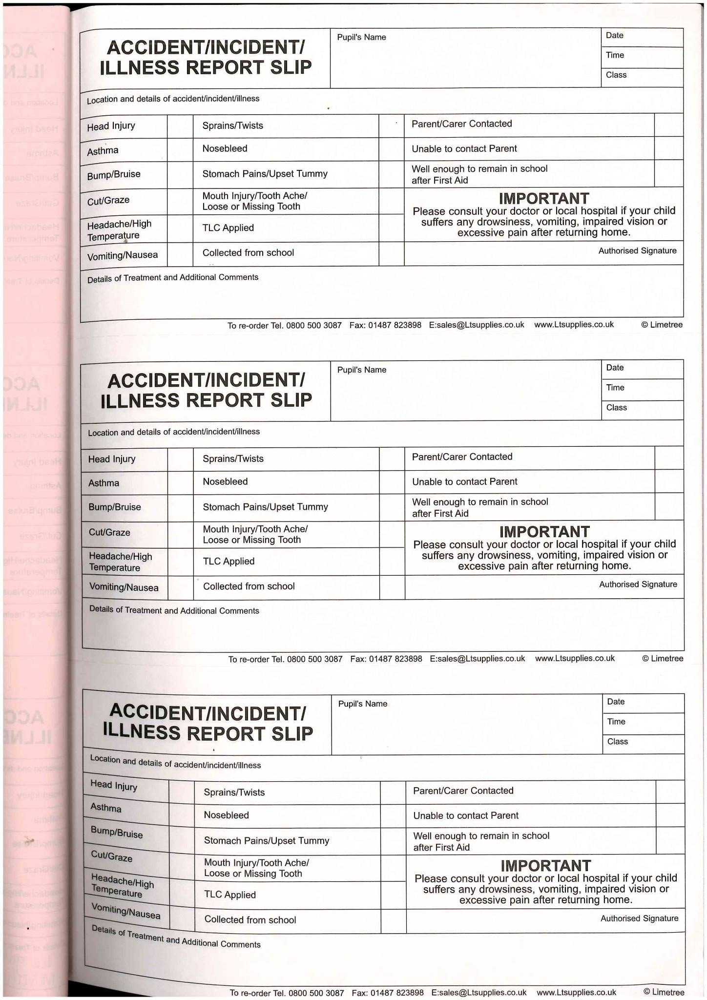 ACCIDENT/INCIDENT/
ILLNESS REPORT SLIP
Pupil's Name
Date
Time
Class
Location and details of accident/incident/illness
Head Injury
Sprains/Twists
Parent/Carer Contacted
Asthma
Nosebleed
Unable to contact Parent
Bump/Bruise
Stomach Pains/Upset Tummy
Well enough to remain in school
after First Aid
Cut/Graze
Mouth Injury/Tooth Ache/
Loose or Missing Tooth
IMPORTANT
Please consult your doctor or local hospital if your child
suffers any drowsiness, vomiting, impaired vision or
excessive pain after returning home.
Headache/High
Temperature
TLC Applied
Vomiting/Nausea
Collected from school
Authorised Signature
Details of Treatment and Additional Comments
To re-order Tel. 0800 500 3087 Fax: 01487 823898 E:sales@Ltsupplies.co.uk www.Ltsupplies.co.uk © Limetree
ACCIDENT/INCIDENT/
ILLNESS REPORT SLIP
Pupil's Name
Date
Time
Class
Location and details of accident/incident/illness
Head Injury
Sprains/Twists
Parent/Carer Contacted
Asthma
Nosebleed
Unable to contact Parent
Bump/Bruise
Stomach Pains/Upset Tummy
Well enough to remain in school
after First Aid
Cut/Graze
Mouth Injury/Tooth Ache/
Loose or Missing Tooth
IMPORTANT
Please consult your doctor or local hospital if your child
suffers any drowsiness, vomiting, impaired vision or
excessive pain after returning home.
Headache/High
Temperature
TLC Applied
Vomiting/Nausea
Collected from school
Authorised Signature
Details of Treatment and Additional Comments
To re-order Tel. 0800 500 3087 Fax: 01487 823898 E:sales@Ltsupplies.co.uk www.Ltsupplies.co.uk © Limetree
ACCIDENT/INCIDENT/
ILLNESS REPORT SLIP
Pupil's Name
Date
Time
Class
Location and details of accident/incident/illness
Head Injury
Sprains/Twists
Parent/Carer Contacted
Asthma
Nosebleed
Unable to contact Parent
Bump/Bruise
Stomach Pains/Upset Tummy
Well enough to remain in school
after First Aid
Cut/Graze
Mouth Injury/Tooth Ache/
Loose or Missing Tooth
IMPORTANT
Please consult your doctor or local hospital if your child
suffers any drowsiness, vomiting, impaired vision or
excessive pain after returning home.
Headache/High
Temperature
TLC Applied
Vomiting/Nausea
Collected from school
Authorised Signature
Details of Treatment and Additional Comments
To re-order Tel. 0800 500 3087 Fax: 01487 823898 E:sales@Ltsupplies.co.uk www.Ltsupplies.co.uk © Limetree